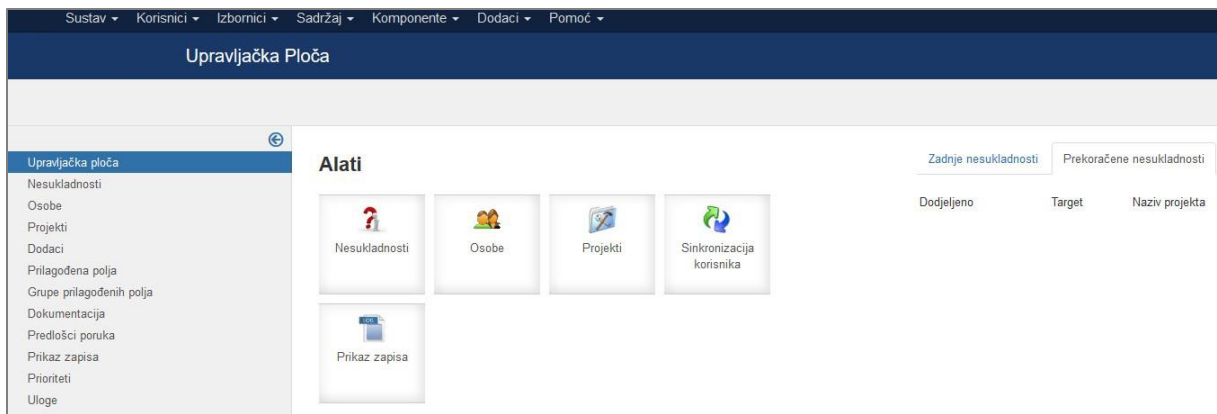 Sustav Korisnici Izbornici Sadržaj Komponente Dodaci Pomoć
Upravljačka Ploča
Upravljačka ploča
Nesukladnosti
Osobe
Projekti
Dodaci
Prilagođena polja
Grupe prilagođenih polja
Dokumentacija
Predlošci poruka
Prikaz zapisa
Prioriteti
Uloge
Alati
Nesukladnosti
Osobe
Projekti
Sinkronizacija
korisnika
Prikaz zapisa
Zadnje nesukladnosti Prekoračene nesukladnosti
Dodjeljeno Target Naziv projekta